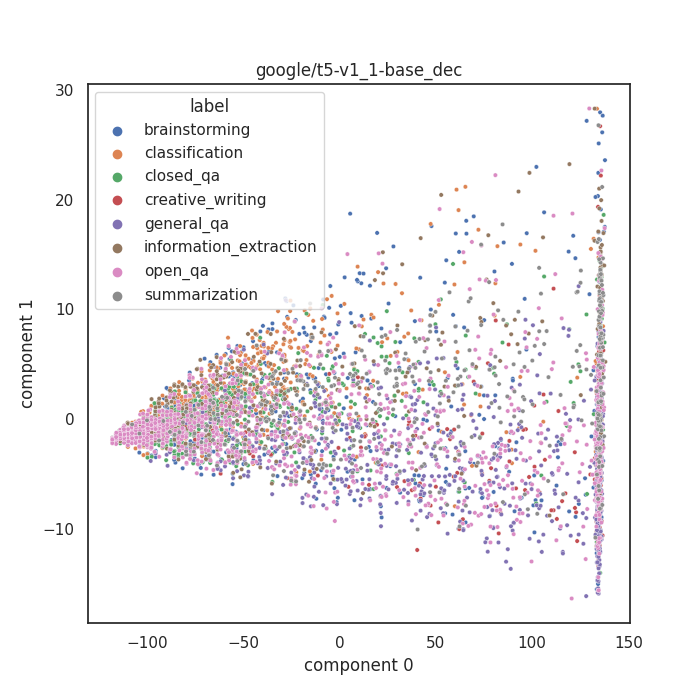 google/t5-v1_1-base_dec
30
20
10
0
−10
component 1
label
brainstorming
classification
closed_qa
creative_writing
general_qa
information_extraction
open_qa
summarization
−100
−50
0
50
100
150
component 0